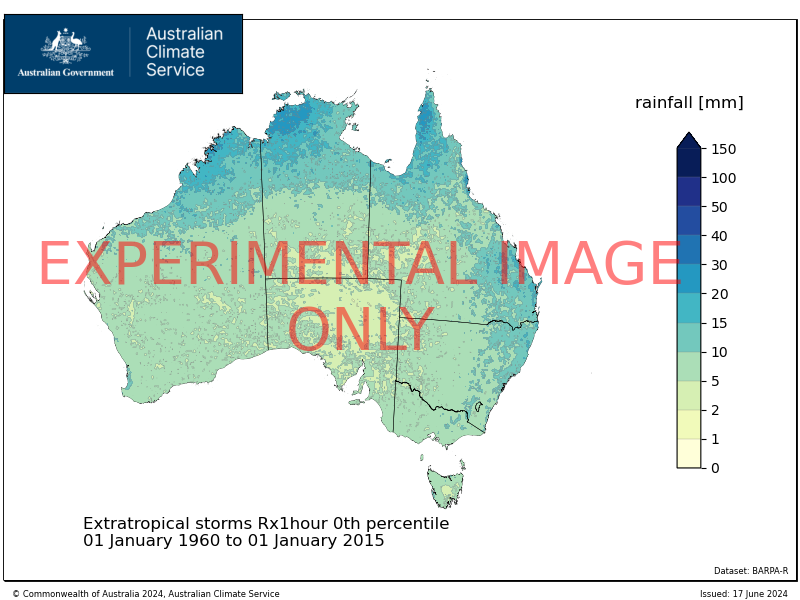 Australian
Climate
Service
Australian Government
rainfall [mm]
150
100
50
40
30
20
15
10
5
2
1
0
EXPERIMENTAL IMAGE
ONLY
Extratropical storms Rx1hour 0th percentile
01 January 1960 to 01 January 2015
Dataset: BARPA-R
© Commonwealth of Australia 2024, Australian Climate Service
Issued: 17 June 2024